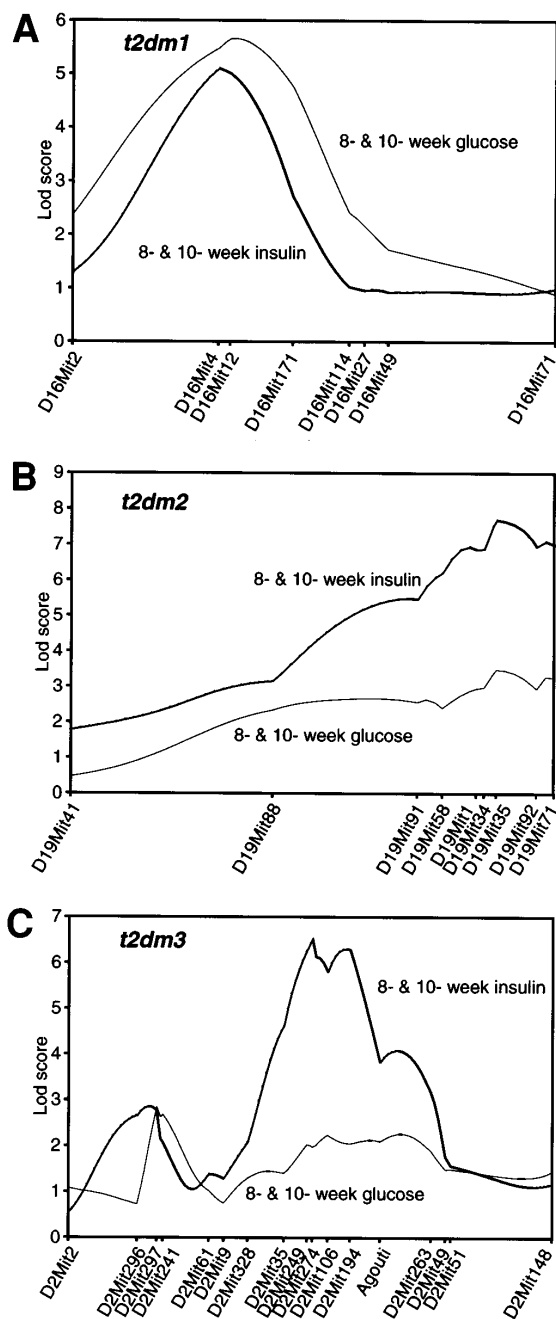 A
t2dm1
6
5
4
3
2
1
0
Lod score
8- & 10- week glucose
8- & 10- week insulin
D16Mit2
D16Mit4
D16Mit12
D16Mit171
D16Mit114
D16Mit27
D16Mit49
D16Mit71
B
t2dm2
9
8
7
6
5
4
3
2
1
0
Lod score
8- & 10- week insulin
8- & 10- week glucose
D19Mit41
D19Mit88
D19Mit91
D19Mit58
D19Mit1
D19Mit34
D19Mit35
D19Mit92
D19Mit71
C
t2dm3
7
6
5
4
3
2
1
0
Lod score
8- & 10- week insulin
8- & 10- week glucose
D2Mit2
D2Mit296
D2Mit297
D2Mit241
D2Mit61
D2Mit9
D2Mit328
D2Mit35
D2Mit249
D2Mit106
D2Mit194
Agouti
D2Mit263
D2Mit49
D2Mit51
D2Mit148